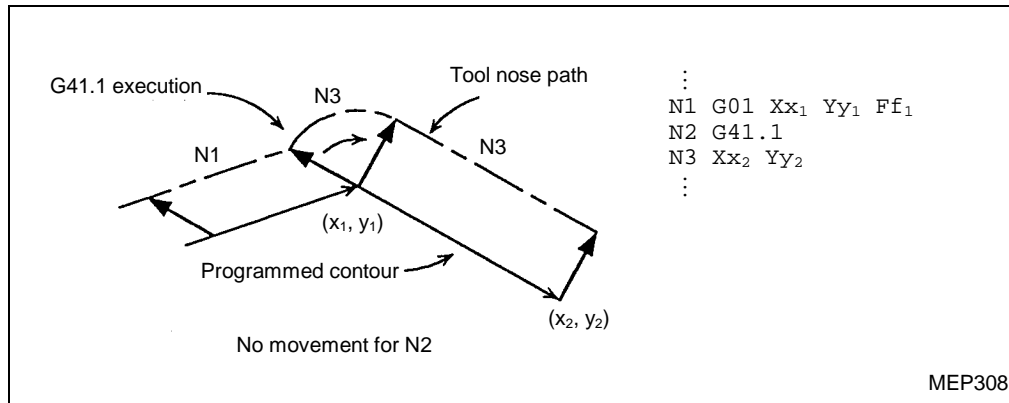 G41.1 execution
N3
Tool nose path
N1
N3
(x1, y1)
Programmed contour
(x2, y2)
No movement for N2
⋮
N1 G01 Xx1 Yy1 Ff1
N2 G41.1
N3 Xx2 Yy2
⋮
MEP308